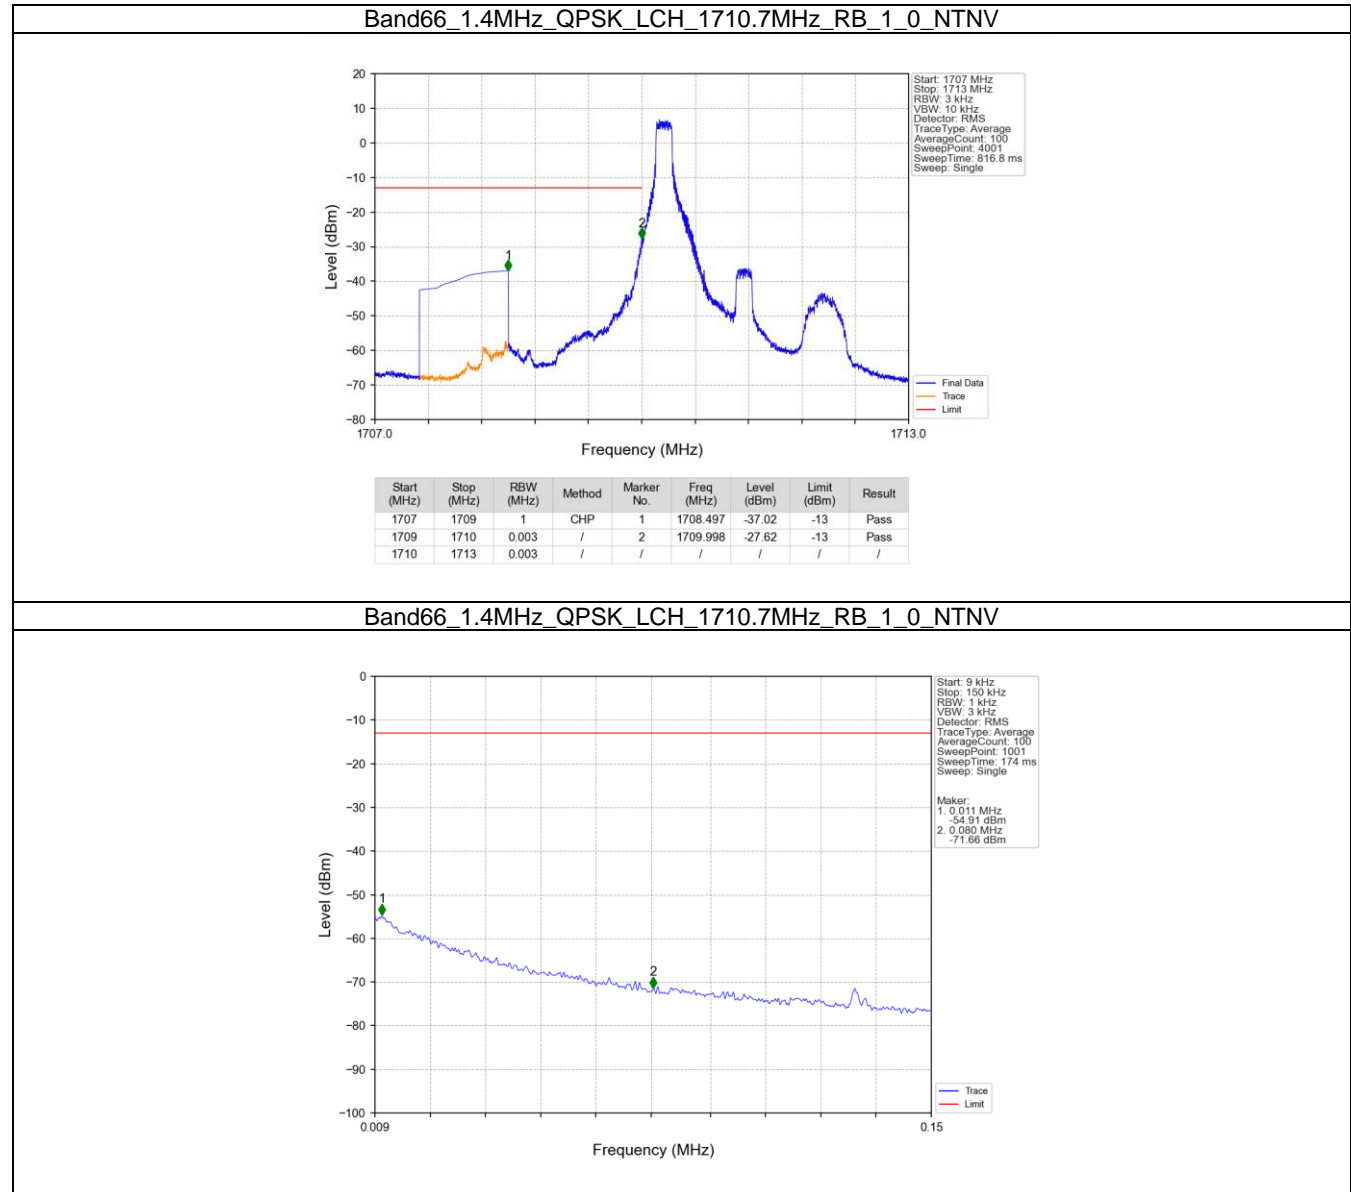 Band66_1.4MHz_QPSK_LCH_1710.7MHz_RB_1_0_NTNV
Start: 1707 MHz
Stop: 1713 MHz
RBW: 3 kHz
VBW: 10 kHz
Detector: RMS
TraceType: Average
AverageCount: 100
SweepPoint: 4001
SweepTime: 816.8 ms
Sweep: Single
20
10
0
−10
−20
−30
−40
−50
−60
−70
−80
Level (dBm)
1
2
Final Data
Trace
Limit
1707.0 1713.0
Frequency (MHz)
Start (MHz) Stop (MHz) RBW (MHz) Method Marker No. Freq (MHz) Level (dBm) Limit (dBm) Result
1707 1709 1 CHP 1 1708.497 -37.02 -13 Pass
1709 1710 0.003 / 2 1709.998 -27.62 -13 Pass
1710 1713 0.003 / / / / / /
Band66_1.4MHz_QPSK_LCH_1710.7MHz_RB_1_0_NTNV
Start: 9 kHz
Stop: 150 kHz
RBW: 1 kHz
VBW: 3 kHz
Detector: RMS
TraceType: Average
AverageCount: 100
SweepPoint: 1001
SweepTime: 174 ms
Sweep: Single
Maker:
1. 0.011 MHz
-54.91 dBm
2. 0.080 MHz
-71.66 dBm
0
−10
−20
−30
−40
−50
−60
−70
−80
−90
−100
Level (dBm)
1
2
Trace
Limit
0.009 0.15
Frequency (MHz)